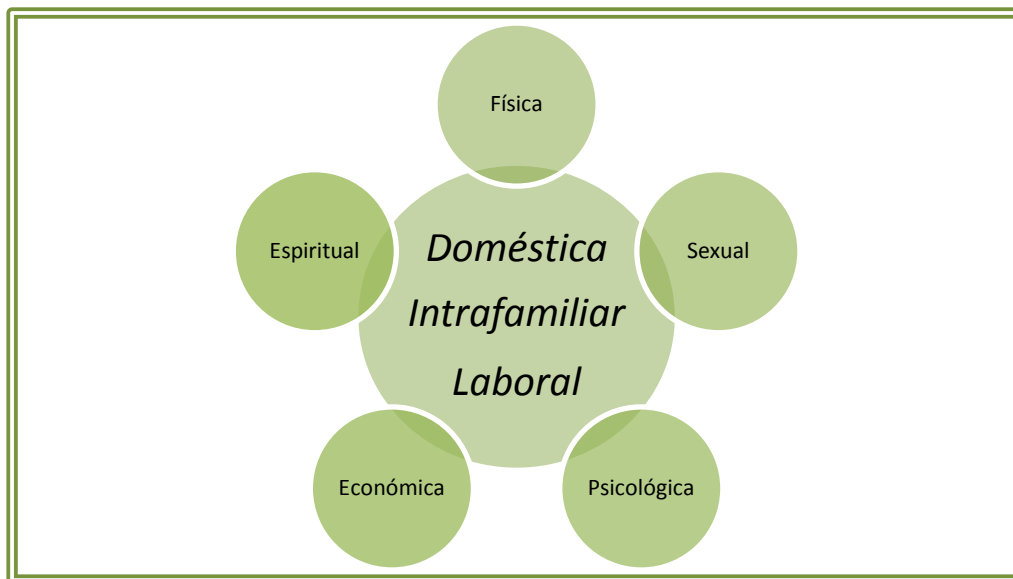 Física
Espiritual
Doméstica
Sexual
Intrafamiliar
Laboral
Económica
Psicológica